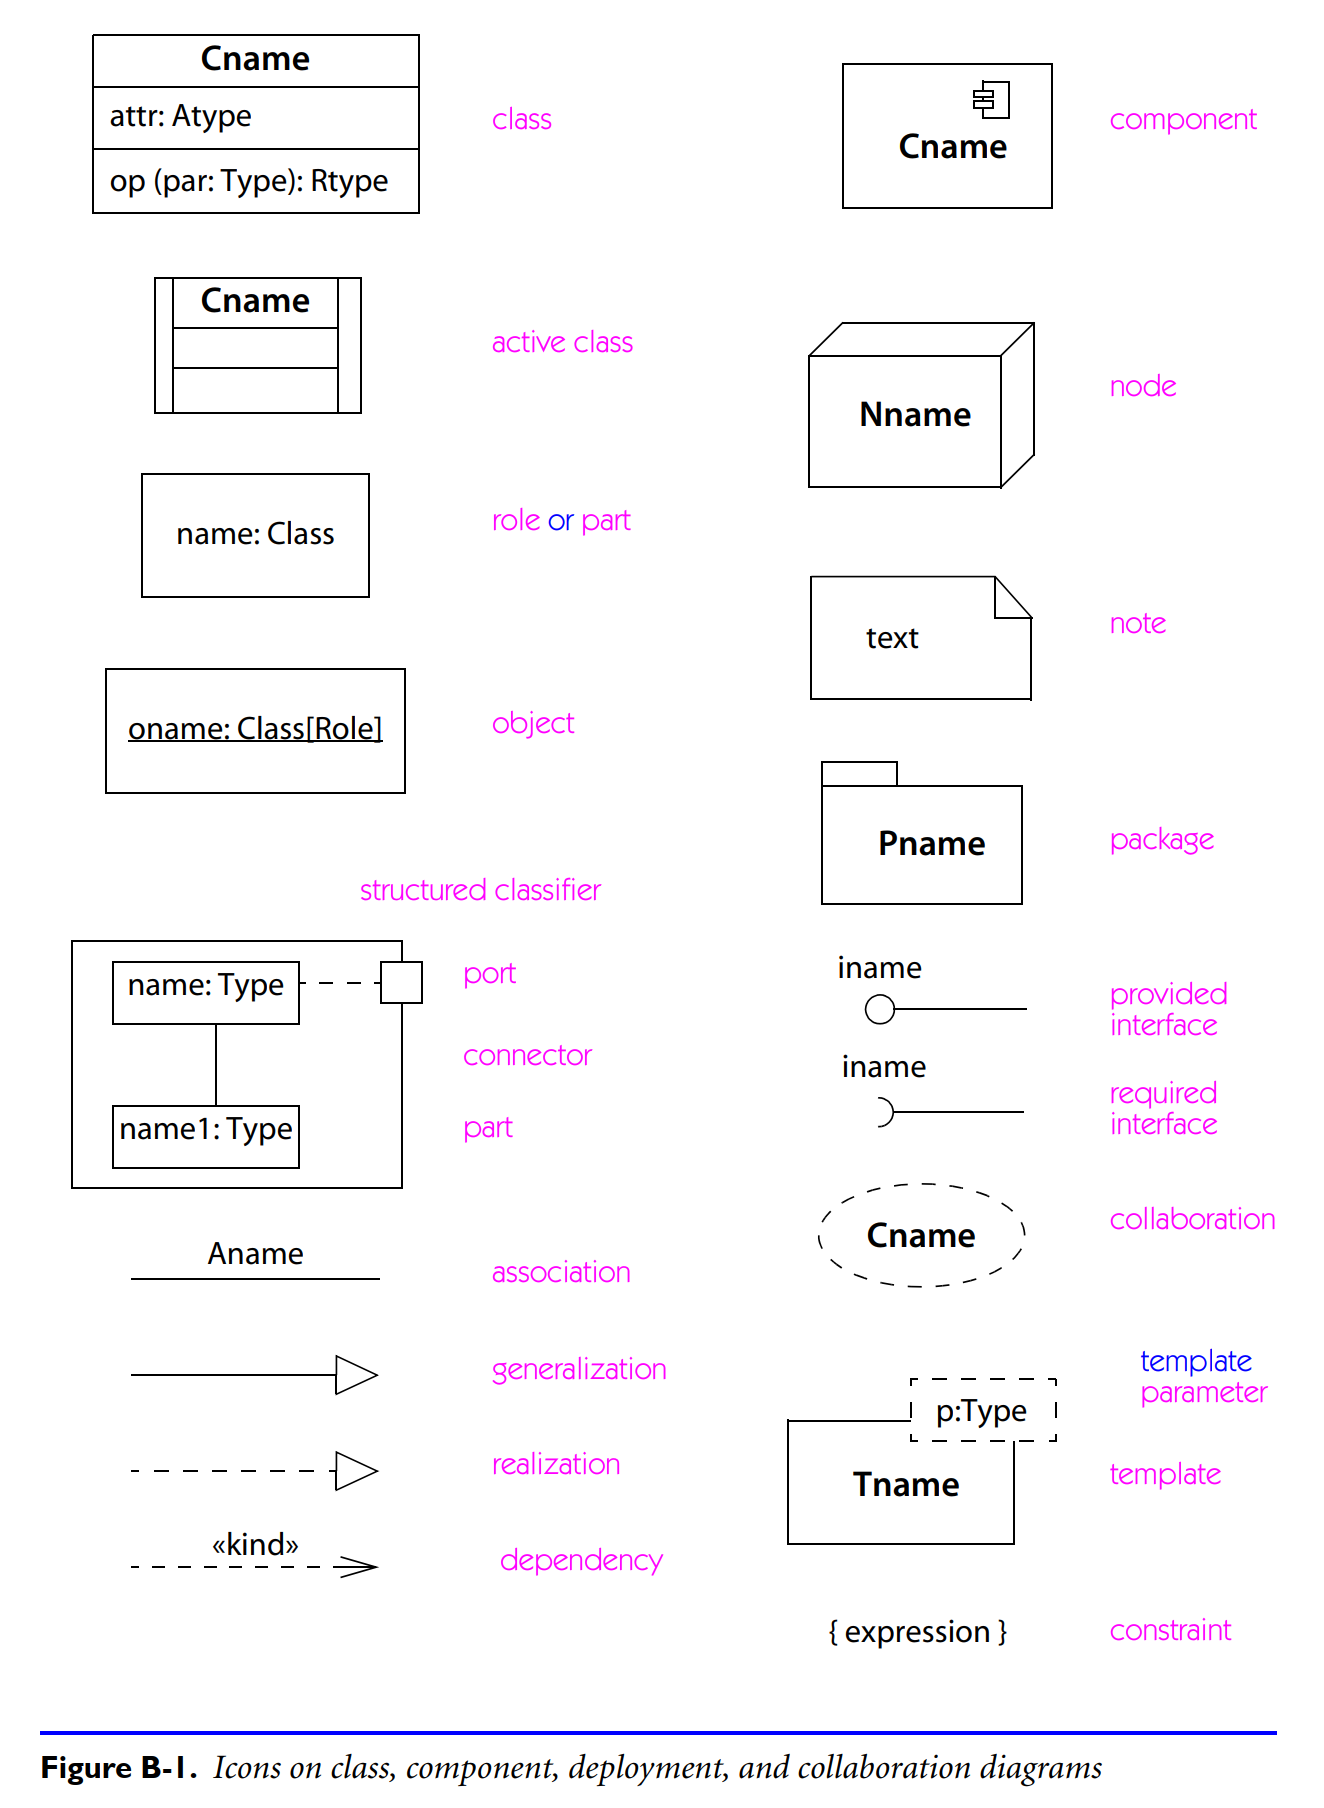 Cname
attr: Atype
op (par: Type): Rtype
class
Cname
active class
name: Class
role or part
oname: Class[Role]
object
structured classifier
name: Type
port
connector
name1: Type
part
Aname
association
generalization
realization
«kind»
dependency
Cname
component
Nname
node
text
note
Pname
package
iname
provided
interface
iname
required
interface
Cname
collaboration
template
parameter
p:Type
Tname
template
{ expression }
constraint
Figure B-1. Icons on class, component, deployment, and collaboration diagrams